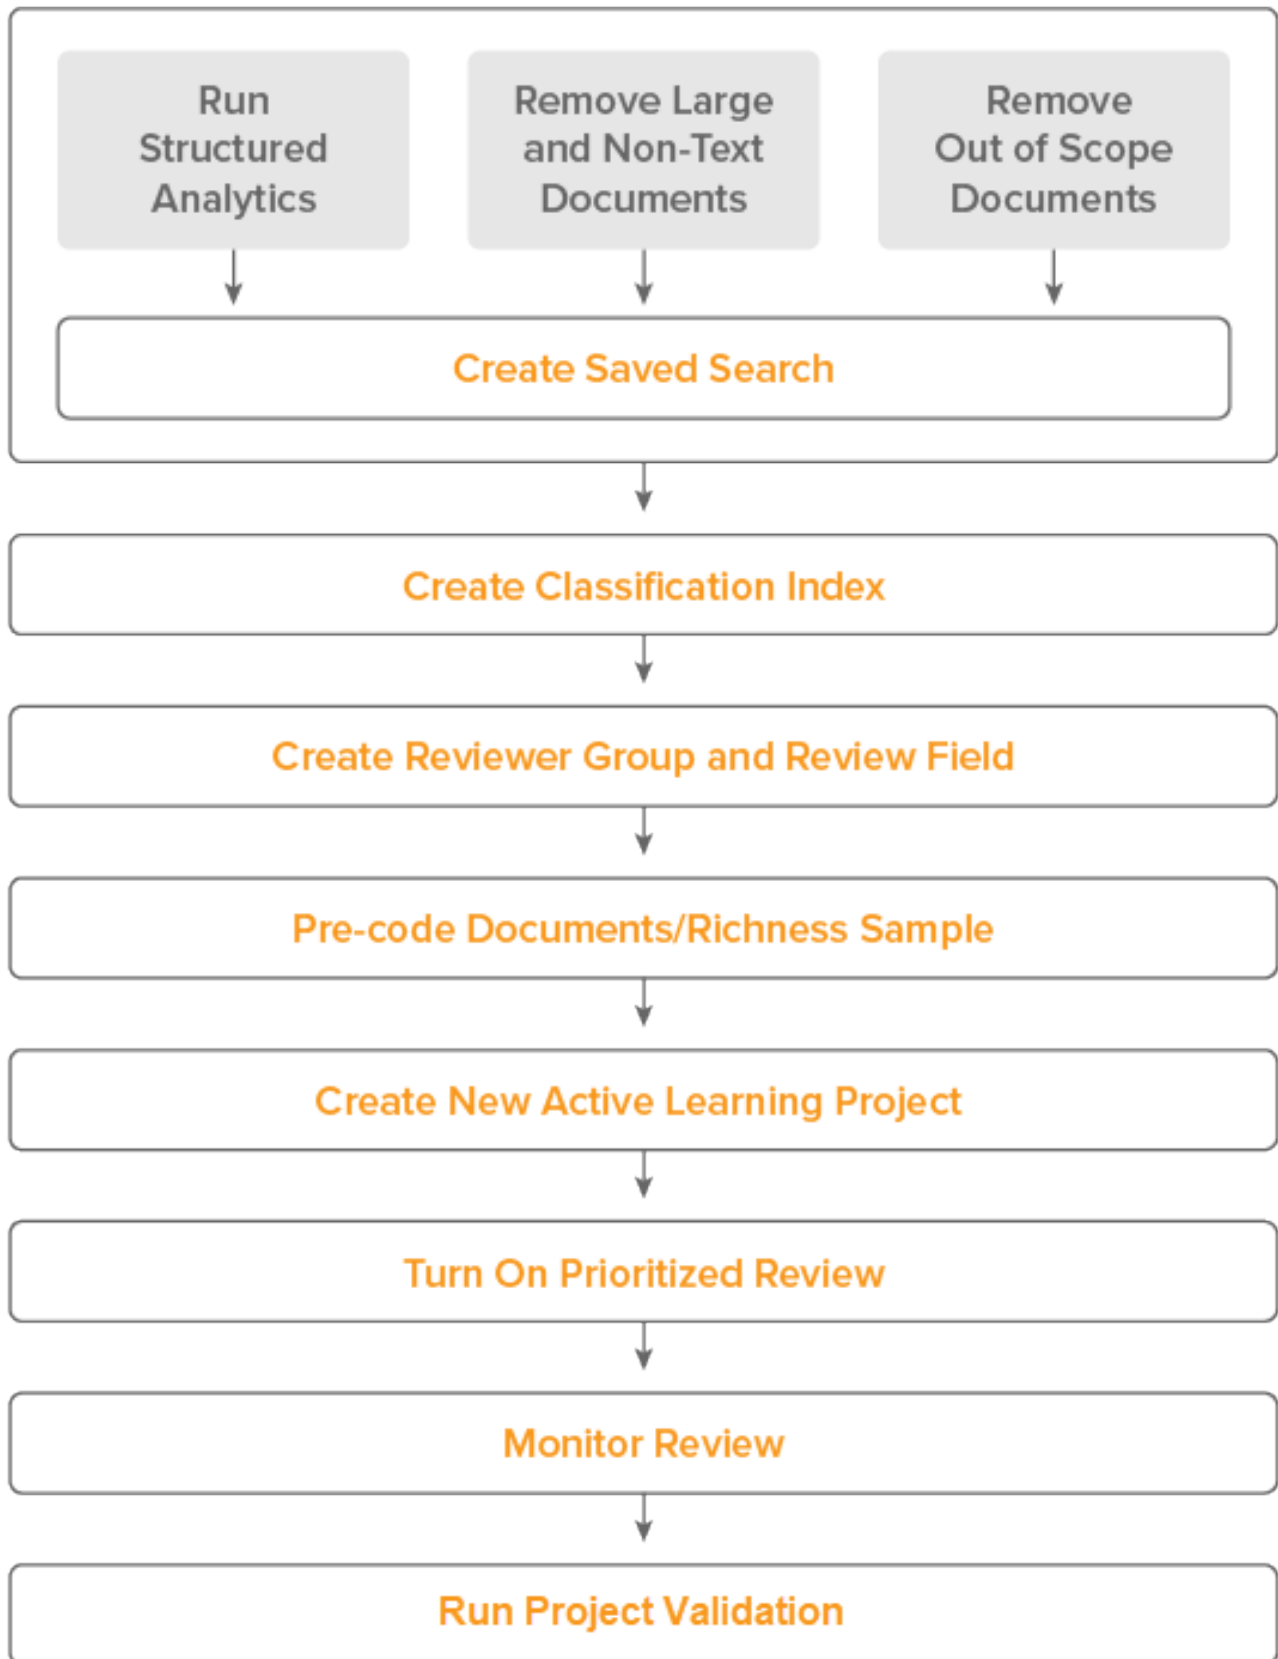 Run
Structured
Analytics
Remove Large
and Non-Text
Documents
Remove
Out of Scope
Documents
Create Saved Search
Create Classification Index
Create Reviewer Group and Review Field
Pre-code Documents/Richness Sample
Create New Active Learning Project
Turn On Prioritized Review
Monitor Review
Run Project Validation